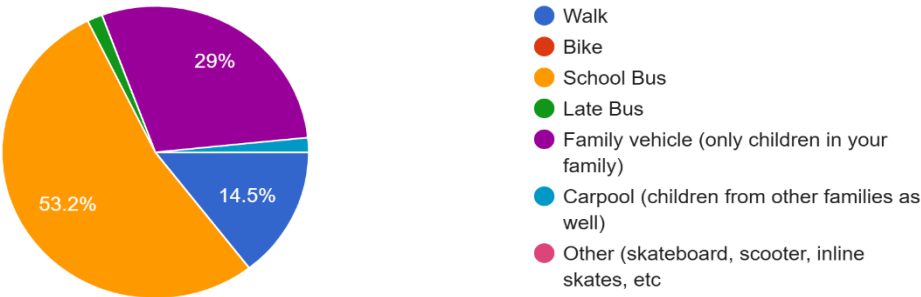 29%
53.2%
14.5%
Walk
Bike
School Bus
Late Bus
Family vehicle (only children in your
family)
Carpool (children from other families as
well)
Other (skateboard, scooter, inline
skates, etc